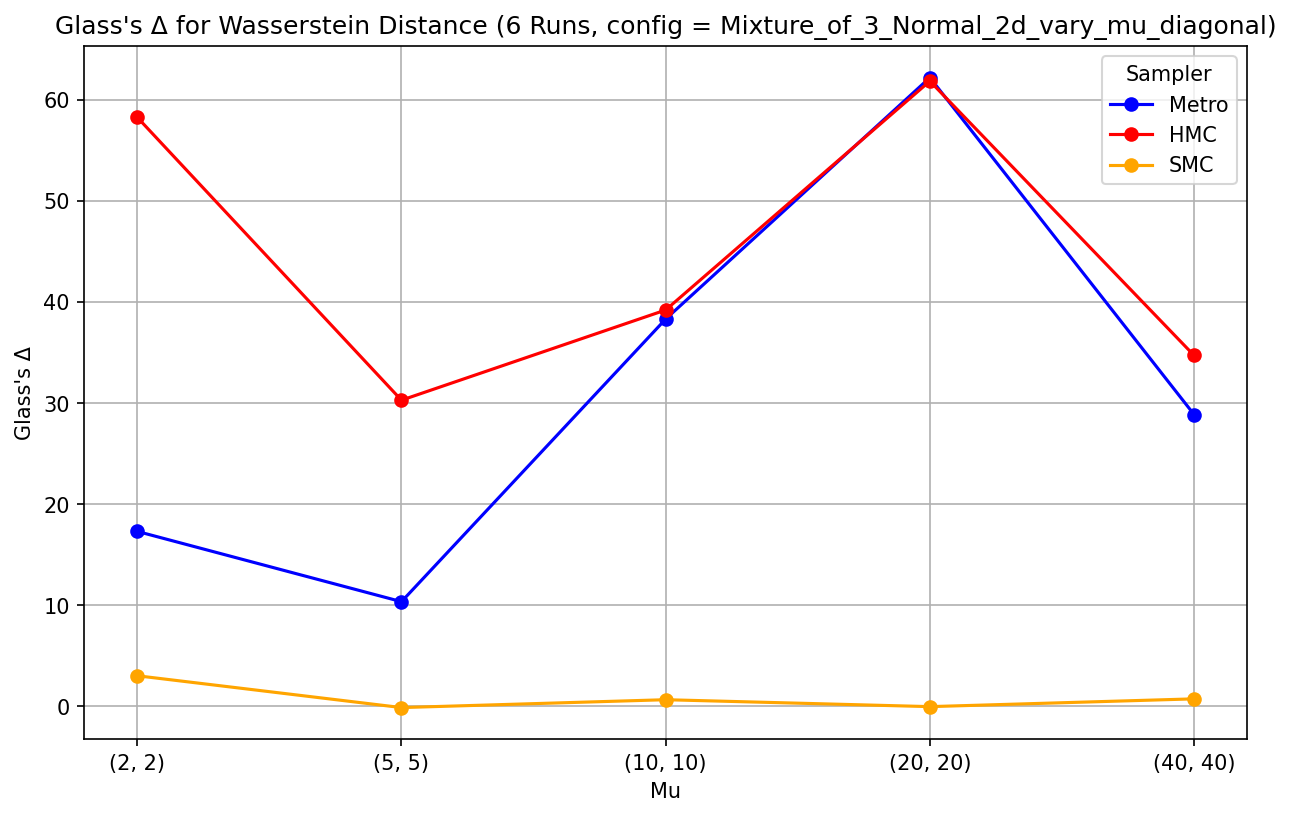 Glass's Δ for Wasserstein Distance (6 Runs, config = Mixture_of_3_Normal_2d_vary_mu_diagonal)
Sampler
Metro
HMC
SMC
Glass's Δ
60
50
40
30
20
10
0
(2, 2)
(5, 5)
(10, 10)
(20, 20)
(40, 40)
Mu